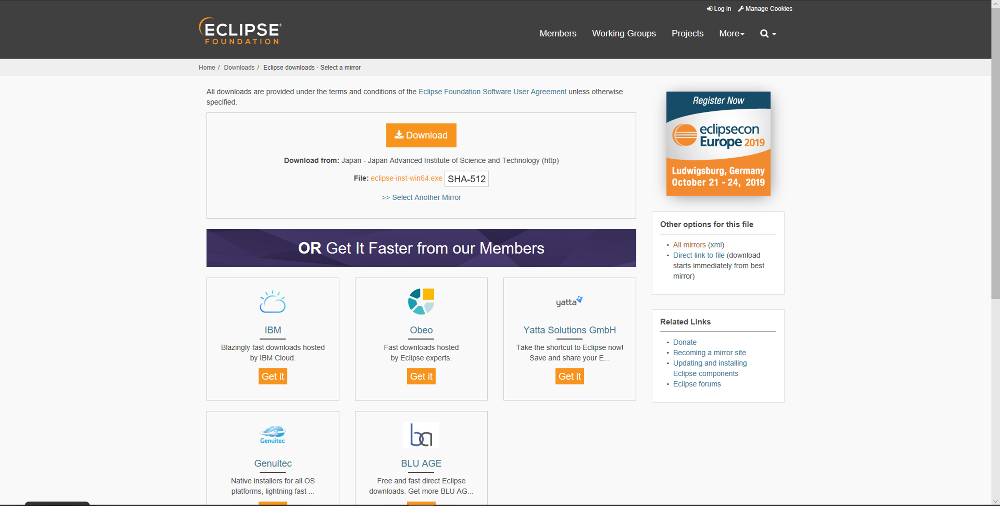 Log in Manage Cookies
ECLIPSE®
FOUNDATION
Members Working Groups Projects More
Home / Downloads / Eclipse downloads - Select a mirror
All downloads are provided under the terms and conditions of the Eclipse Foundation Software User Agreement unless otherwise
specified.
Download
Download from: Japan - Japan Advanced Institute of Science and Technology (http)
File: eclipse-inst-win64.exe SHA-512
>> Select Another Mirror
OR Get It Faster from our Members
IBM
Blazingly fast downloads hosted
by IBM Cloud.
Get it
Obeo
Fast downloads hosted
by Eclipse experts.
Get it
yatta
Yatta Solutions GmbH
Take the shortcut to Eclipse now!
Save and share your E...
Get it
Genuitec
Genuitec
Native installers for all OS
platforms, lightning fast ...
ba
BLU AGE
Free and fast direct Eclipse
downloads. Get more BLU AG...
Register Now
eclipsecon
Europe 2019
Ludwigsburg, Germany
October 21 - 24, 2019
Other options for this file
• All mirrors (xml)
• Direct link to file (download
starts immediately from best
mirror)
Related Links
• Donate
• Becoming a mirror site
• Updating and installing
Eclipse components
• Eclipse forums